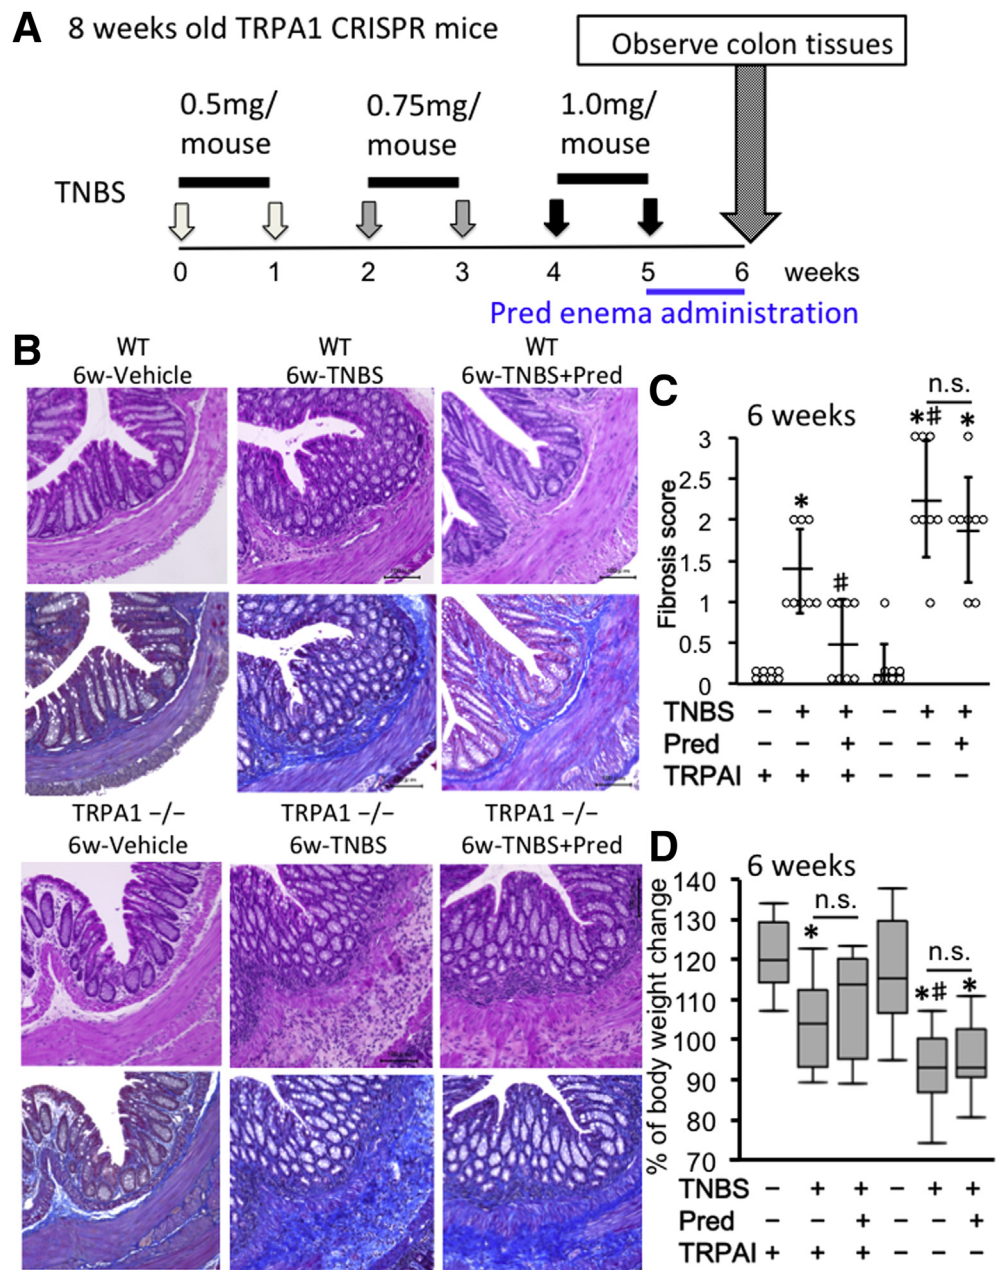 A 8 weeks old TRPA1 CRISPR mice
Observe colon tissues
0.5mg/ 0.75mg/ 1.0mg/
mouse mouse mouse
TNBS
0 1 2 3 4 5 6 weeks
Pred enema administration
B
WT WT WT
6w-Vehicle 6w-TNBS 6w-TNBS+Pred
TRPA1 −/− TRPA1 −/− TRPA1 −/−
6w-Vehicle 6w-TNBS 6w-TNBS+Pred
C
6 weeks
n.s.
*# *
*
#
Fibrosis score
3
2.5
2
1.5
1
0.5
0
TNBS − + + − + +
Pred − − + − − +
TRPAI + + + − − −
D
6 weeks
n.s.
*
n.s.
*# *
% of body weight change
140
130
120
110
100
90
80
70
TNBS − + + − + +
Pred − − + − − +
TRPAI + + + − − −